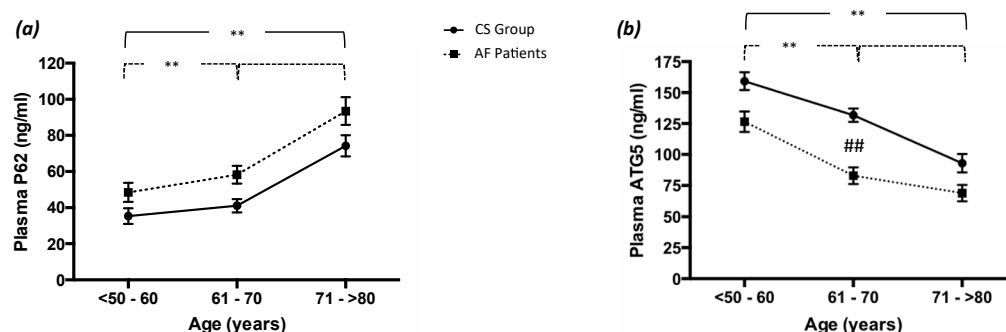 (a)
**
**
120
100
80
60
40
20
0
Plasma P62 (ng/ml)
<50 - 60
61 - 70
71 - >80
Age (years)
CS Group
AF Patients
(b)
**
**
175
150
125
100
75
50
25
0
Plasma ATG5 (ng/ml)
##
<50 - 60
61 - 70
71 - >80
Age (years)